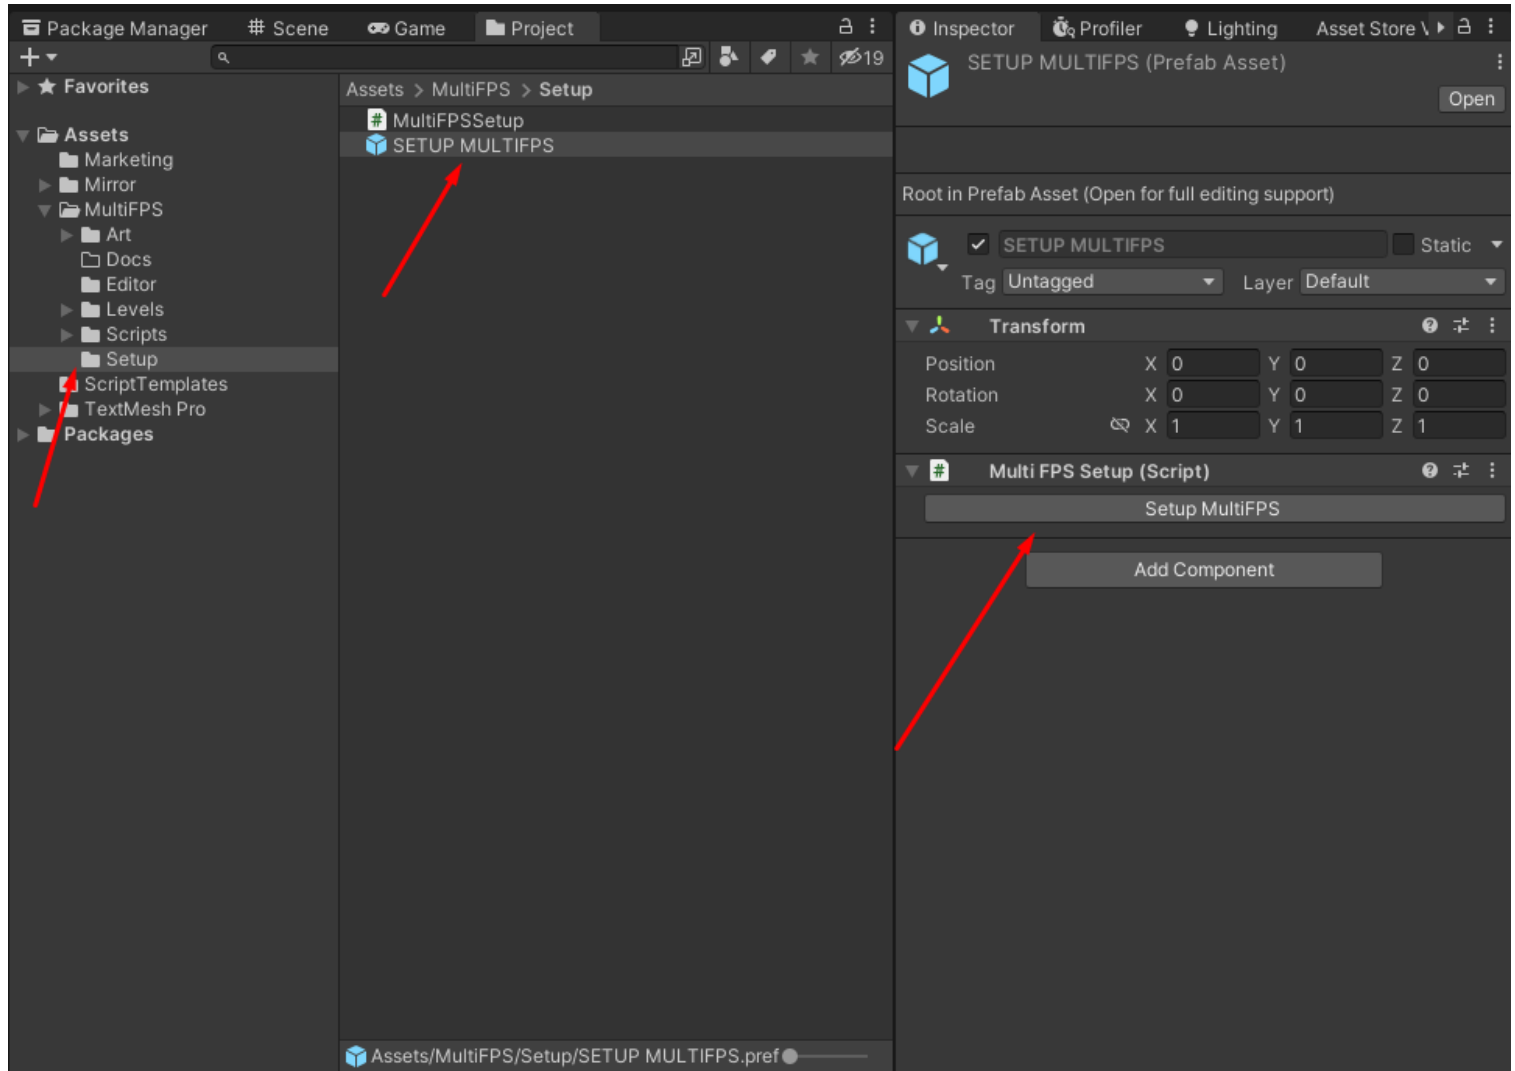 Package Manager
Scene
Game
Project
19
Favorites
Assets
Marketing
Mirror
MultiFPS
Art
Docs
Editor
Levels
Scripts
Setup
ScriptTemplates
TextMesh Pro
Packages
Assets > MultiFPS > Setup
# MultiFPSSetup
SETUP MULTIFPS
Assets/MultiFPS/Setup/SETUP MULTIFPS.pref
Inspector
Profiler
Lighting
Asset Store
SETUP MULTIFPS (Prefab Asset)
Open
Root in Prefab Asset (Open for full editing support)
SETUP MULTIFPS
Static
Tag Untagged
Layer Default
Transform
Position X 0 Y 0 Z 0
Rotation X 0 Y 0 Z 0
Scale X 1 Y 1 Z 1
# Multi FPS Setup (Script)
Setup MultiFPS
Add Component